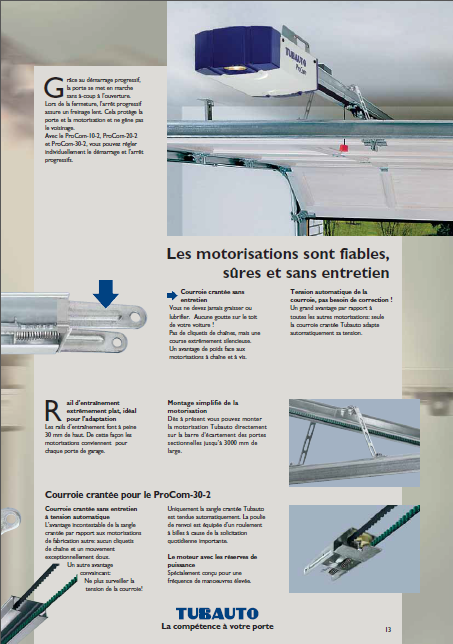 TUBAUTO
ProCom
Grâce au démarrage progressif,
la porte se met en marche
sans à-coup à l'ouverture.
Lors de la fermeture, l'arrêt progressif
assure un freinage lent. Cela protège la
porte et la motorisation et ne gêne pas
le voisinage.
Avec le ProCom-10-2, ProCom-20-2
et ProCom-30-2, vous pouvez régler
individuellement le démarrage et l'arrêt
progressifs.
Les motorisations sont fiables,
sûres et sans entretien
Courroie crantée sans
entretien
Vous ne devez jamais graisser ou
lubrifier. Aucune goutte sur le toit
de votre voiture !
Pas de cliquetis de chaînes, mais une
course extrêmement silencieuse.
Un avantage de poids face aux
motorisations à chaîne et à vis.
Tension automatique de la
courroie, pas besoin de correction !
Un grand avantage par rapport à
toutes les autres motorisations: seule
la courroie crantée Tubauto adapte
automatiquement sa tension.
Rail d'entraînement
extrêmement plat, idéal
pour l'adaptation
Les rails d'entraînement font à peine
30 mm de haut. De cette façon les
motorisations conviennent pour
chaque porte de garage.
Montage simplifié de la
motorisation
Dès à présent vous pouvez monter
la motorisation Tubauto directement
sur la barre d'écartement des portes
sectionnelles jusqu'à 3000 mm de
large.
Courroie crantée pour le ProCom-30-2
Courroie crantée sans entretien
à tension automatique
L'avantage incontestable de la sangle
crantée par rapport aux motorisations
de fabrication autre: aucun cliquetis
de chaîne et un mouvement
exceptionnellement doux.
Un autre avantage
convaincant:
Ne plus surveiller la
tension de la courroie!
Uniquement la sangle crantée Tubauto
est tendue automatiquement. La poulie
de renvoi est équipée d'un roulement
à billes à cause de la sollicitation
quotidienne importante.
Le moteur avec les réserves de
puissance
Spécialement conçu pour une
fréquence de manoeuvres élevée.
TUBAUTO
La compétence à votre porte
13